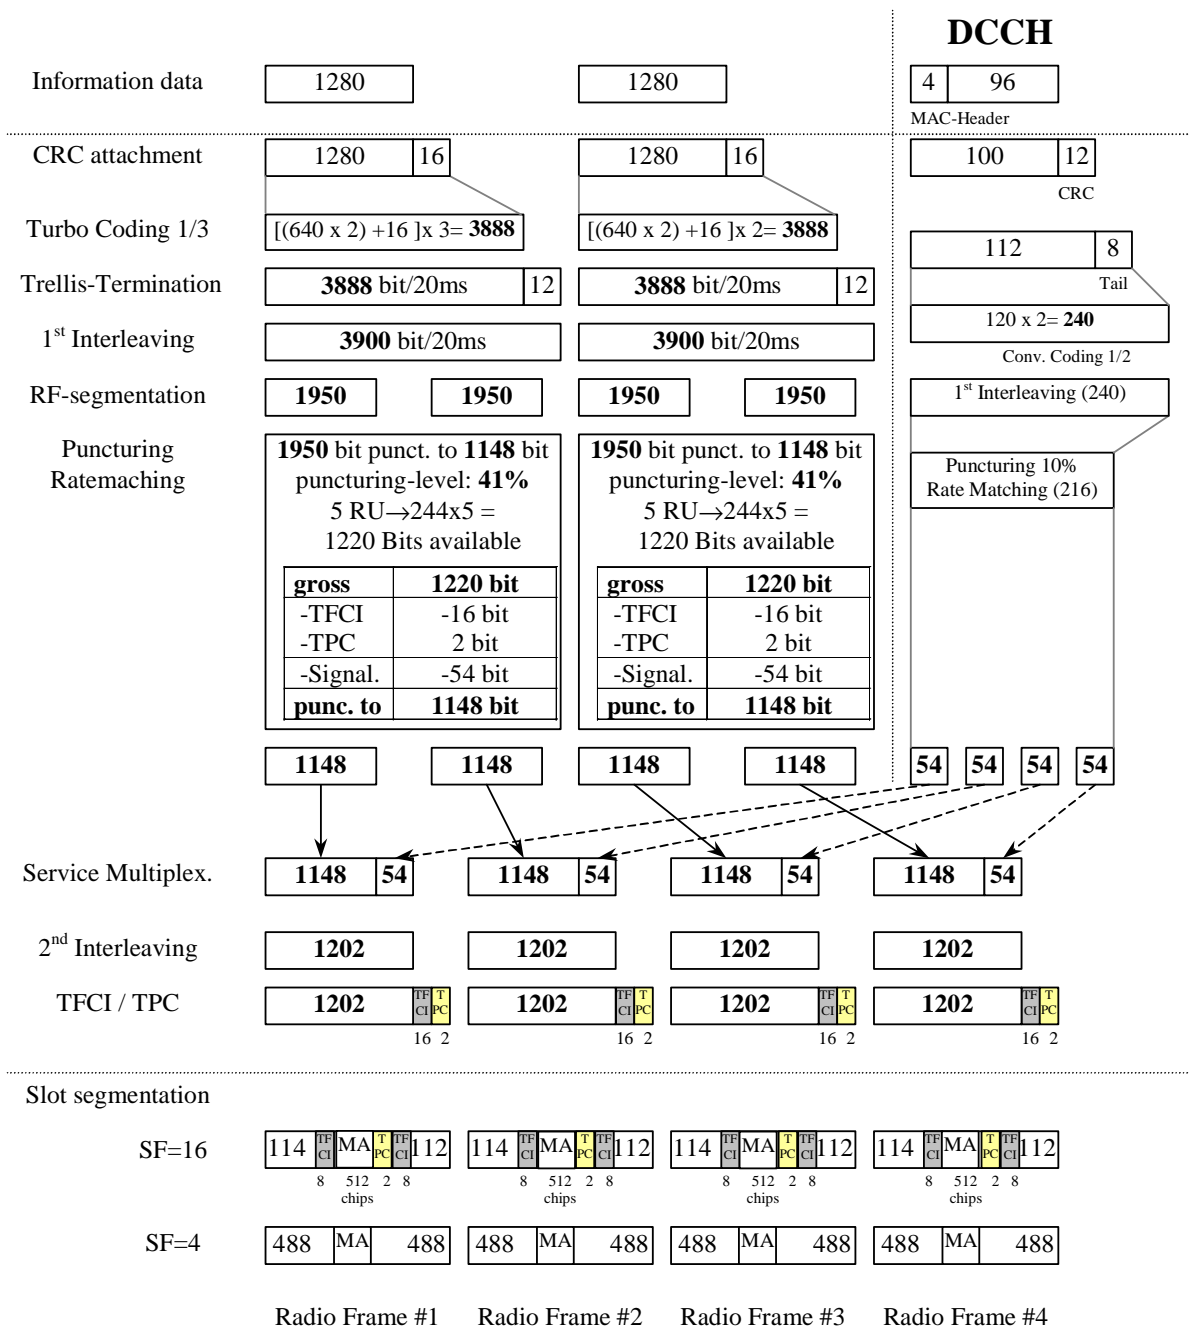 DCCH
Information data 1280 1280 4 96
MAC-Header
CRC attachment 1280 16 1280 16 100 12
CRC
Turbo Coding 1/3 [(640 x 2) +16 ]x 3= 3888 [(640 x 2) +16 ]x 2= 3888
112 8
Trellis-Termination 3888 bit/20ms 12 3888 bit/20ms 12
Tail
120 x 2= 240
1st Interleaving 3900 bit/20ms 3900 bit/20ms
Conv. Coding 1/2
RF-segmentation 1950 1950 1950 1950 1st Interleaving (240)
Puncturing 1950 bit punct. to 1148 bit 1950 bit punct. to 1148 bit
Ratemaching puncturing-level: 41% puncturing-level: 41%
Puncturing 10%
Rate Matching (216)
5 RU→244x5 = 5 RU→244x5 =
1220 Bits available 1220 Bits available
gross 1220 bit gross 1220 bit
-TFCI -16 bit -TFCI -16 bit
-TPC 2 bit -TPC 2 bit
-Signal. -54 bit -Signal. -54 bit
punc. to 1148 bit punc. to 1148 bit
1148 1148 1148 1148 54 54 54 54
Service Multiplex. 1148 54 1148 54 1148 54 1148 54
2nd Interleaving 1202 1202 1202 1202
TFCI / TPC 1202 TF CI T PC 1202 TF CI T PC 1202 TF CI T PC 1202 TF CI T PC
16 2 16 2 16 2 16 2
Slot segmentation
SF=16 114 TF CI MA T PC TF CI 112 114 TF CI MA T PC TF CI 112 114 TF CI MA T PC TF CI 112 114 TF CI MA T PC TF CI 112
8 512 2 8 8 512 2 8 8 512 2 8 8 512 2 8
chips chips chips chips
SF=4 488 MA 488 488 MA 488 488 MA 488 488 MA 488
Radio Frame #1 Radio Frame #2 Radio Frame #3 Radio Frame #4